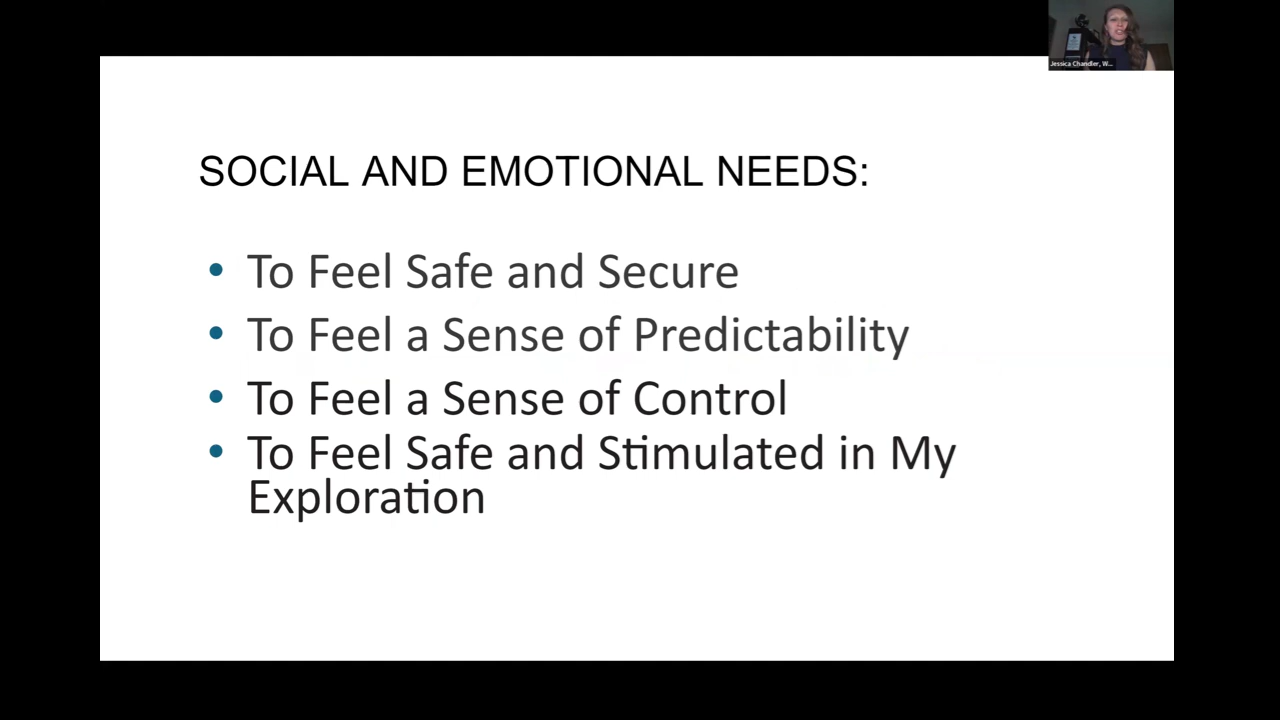 Jessica Chandler, W...
SOCIAL AND EMOTIONAL NEEDS:
• To Feel Safe and Secure
• To Feel a Sense of Predictability
• To Feel a Sense of Control
• To Feel Safe and Stimulated in My
Exploration